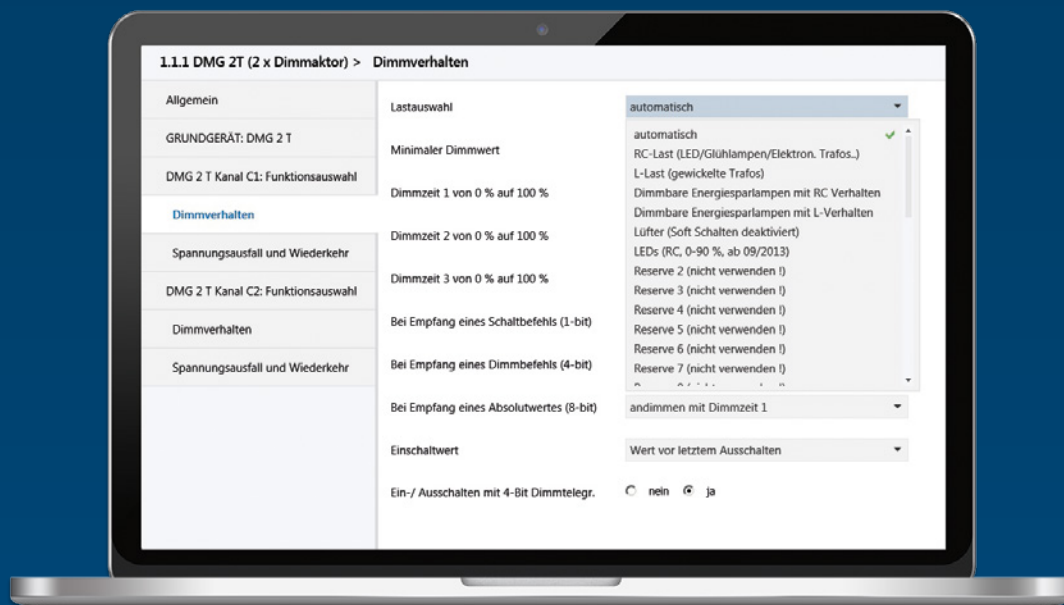 1.1.1 DMG 2T (2 x Dimmaktor) > Dimmverhalten
Allgemein
GRUNDGERÄT: DMG 2 T
DMG 2 T Kanal C1: Funktionsauswahl
Dimmverhalten
Spannungsausfall und Wiederkehr
DMG 2 T Kanal C2: Funktionsauswahl
Dimmverhalten
Spannungsausfall und Wiederkehr
Lastauswahl
automatisch
automatisch
RC-Last (LED/Glühlampen/Elektron. Trafos..)
L-Last (gewickelte Trafos)
Dimmbare Energiesparlampen mit RC Verhalten
Dimmbare Energiesparlampen mit L-Verhalten
Lüfter (Soft Schalten deaktiviert)
LEDs (RC, 0-90 %, ab 09/2013)
Reserve 2 (nicht verwenden !)
Reserve 3 (nicht verwenden !)
Reserve 4 (nicht verwenden !)
Reserve 5 (nicht verwenden !)
Reserve 6 (nicht verwenden !)
Reserve 7 (nicht verwenden !)
Minimaler Dimmwert
Dimmzeit 1 von 0 % auf 100 %
Dimmzeit 2 von 0 % auf 100 %
Dimmzeit 3 von 0 % auf 100 %
Bei Empfang eines Schaltbefehls (1-bit)
Bei Empfang eines Dimmbefehls (4-bit)
Bei Empfang eines Absolutwertes (8-bit)
andimmen mit Dimmzeit 1
Einschaltwert
Wert vor letztem Ausschalten
Ein-/ Ausschalten mit 4-Bit Dimmtelegr.
nein ja